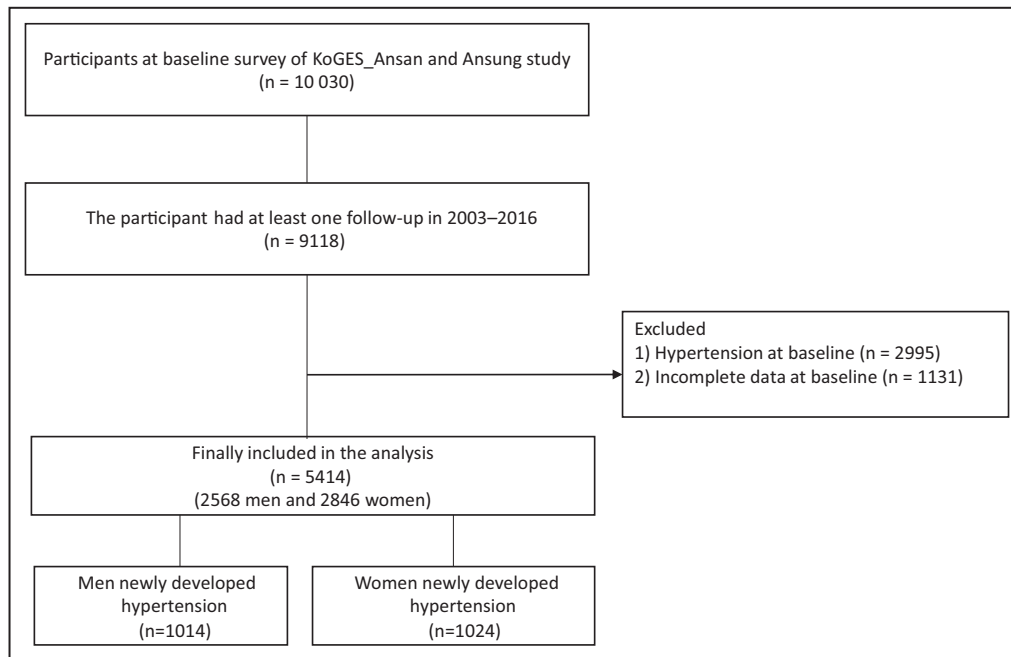 Participants at baseline survey of KoGES_Ansan and Ansung study
(n = 10 030)
The participant had at least one follow-up in 2003–2016
(n = 9118)
Excluded
1) Hypertension at baseline (n = 2995)
2) Incomplete data at baseline (n = 1131)
Finally included in the analysis
(n = 5414)
(2568 men and 2846 women)
Men newly developed
hypertension
(n=1014)
Women newly developed
hypertension
(n=1024)